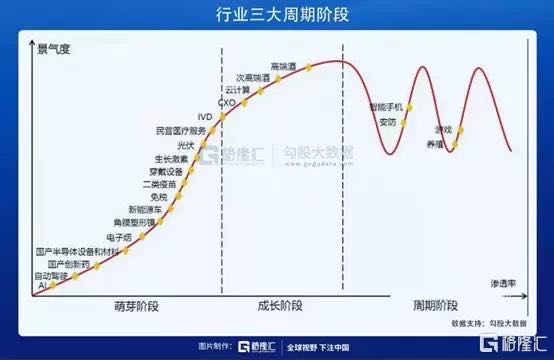 行业三大周期阶段
景气度
高端酒
次高端酒
云计算
CXO
IVD
民营医疗服务
光伏
生长激素
穿戴设备
二类疫苗
免税
新能源车
角膜塑形镜
电子烟
国产半导体设备和材料
国产创新药
自动驾驶
AI
智能手机
安防
游戏
养殖
格隆汇 勾股大数据
www.gogudata.com
渗透率
萌芽阶段 成长阶段 周期阶段
数据支持：勾股大数据
图片制作： 格隆汇 全球视野 下注中国
格隆汇